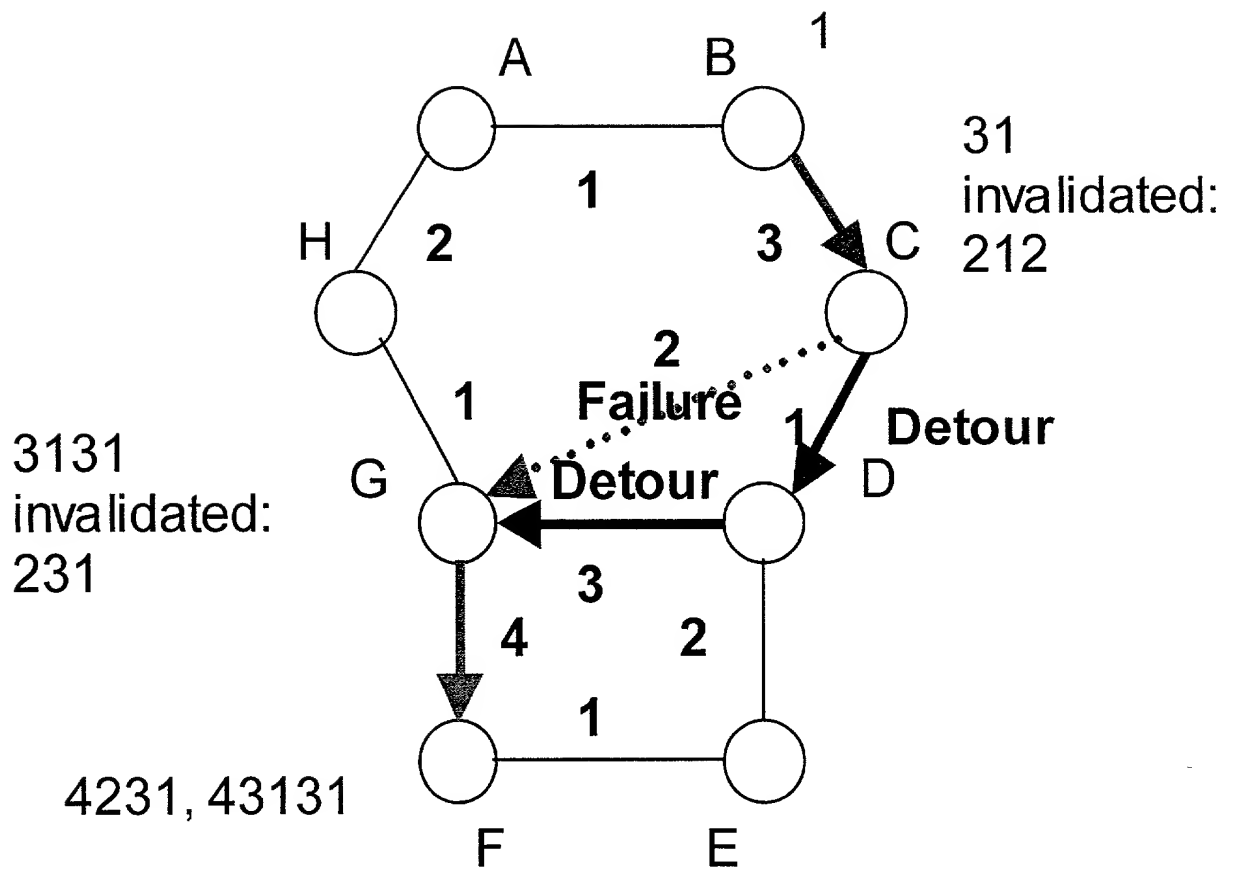 1
A
B
31
invalidated:
212
1
H
2
3
C
2
Failure
1
1
Detour
3131
invalidated:
231
G
Detour
D
3
4
2
1
4231, 43131
F
E